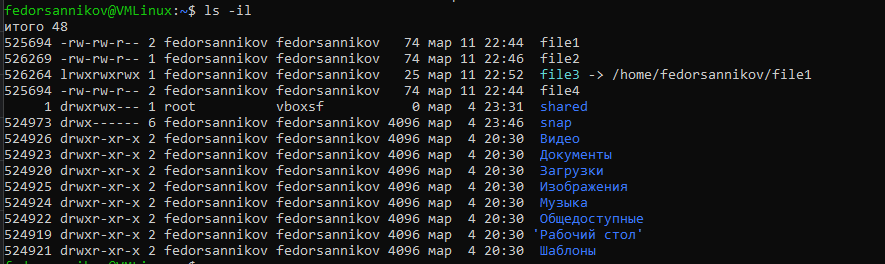 fedorsannikov@VMLinux:~$ ls -il
итого 48
525694 -rw-rw-r-- 2 fedorsannikov fedorsannikov   74 мар 11 22:44  file1
526269 -rw-rw-r-- 1 fedorsannikov fedorsannikov   74 мар 11 22:46  file2
526264 lrwxrwxrwx 1 fedorsannikov fedorsannikov   25 мар 11 22:52  file3 -> /home/fedorsannikov/file1
525694 -rw-rw-r-- 2 fedorsannikov fedorsannikov   74 мар 11 22:44  file4
     1 drwxrwx--- 1 root          vboxsf           0 мар  4 23:31  shared
524973 drwx------ 6 fedorsannikov fedorsannikov 4096 мар  4 23:46  snap
524926 drwxr-xr-x 2 fedorsannikov fedorsannikov 4096 мар  4 20:30  Видео
524923 drwxr-xr-x 2 fedorsannikov fedorsannikov 4096 мар  4 20:30  Документы
524920 drwxr-xr-x 2 fedorsannikov fedorsannikov 4096 мар  4 20:30  Загрузки
524925 drwxr-xr-x 2 fedorsannikov fedorsannikov 4096 мар  4 20:30  Изображения
524924 drwxr-xr-x 2 fedorsannikov fedorsannikov 4096 мар  4 20:30  Музыка
524922 drwxr-xr-x 2 fedorsannikov fedorsannikov 4096 мар  4 20:30  Общедоступные
524919 drwxr-xr-x 2 fedorsannikov fedorsannikov 4096 мар  4 20:30 'Рабочий стол'
524921 drwxr-xr-x 2 fedorsannikov fedorsannikov 4096 мар  4 20:30  Шаблоны
fedorsannikov@VMLinux:~$